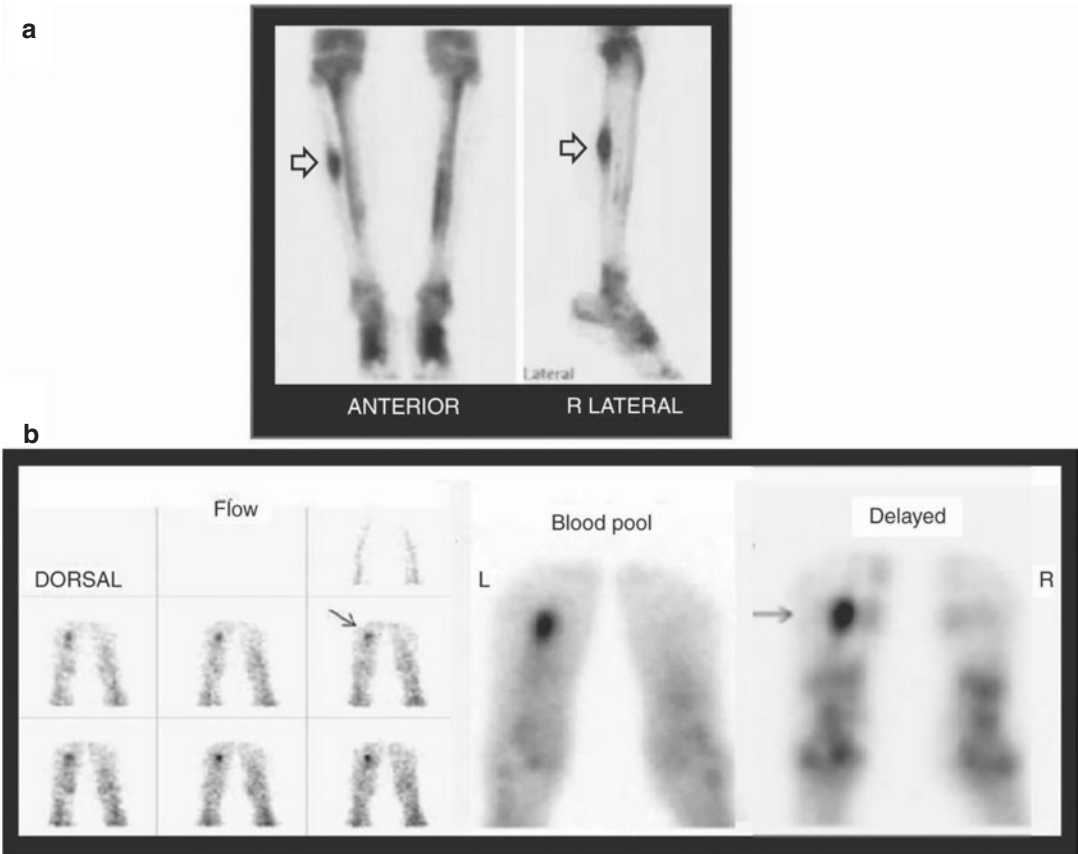 a
Lateral
ANTERIOR
R LATERAL
b
Flow
Blood pool
Delayed
DORSAL
L
R